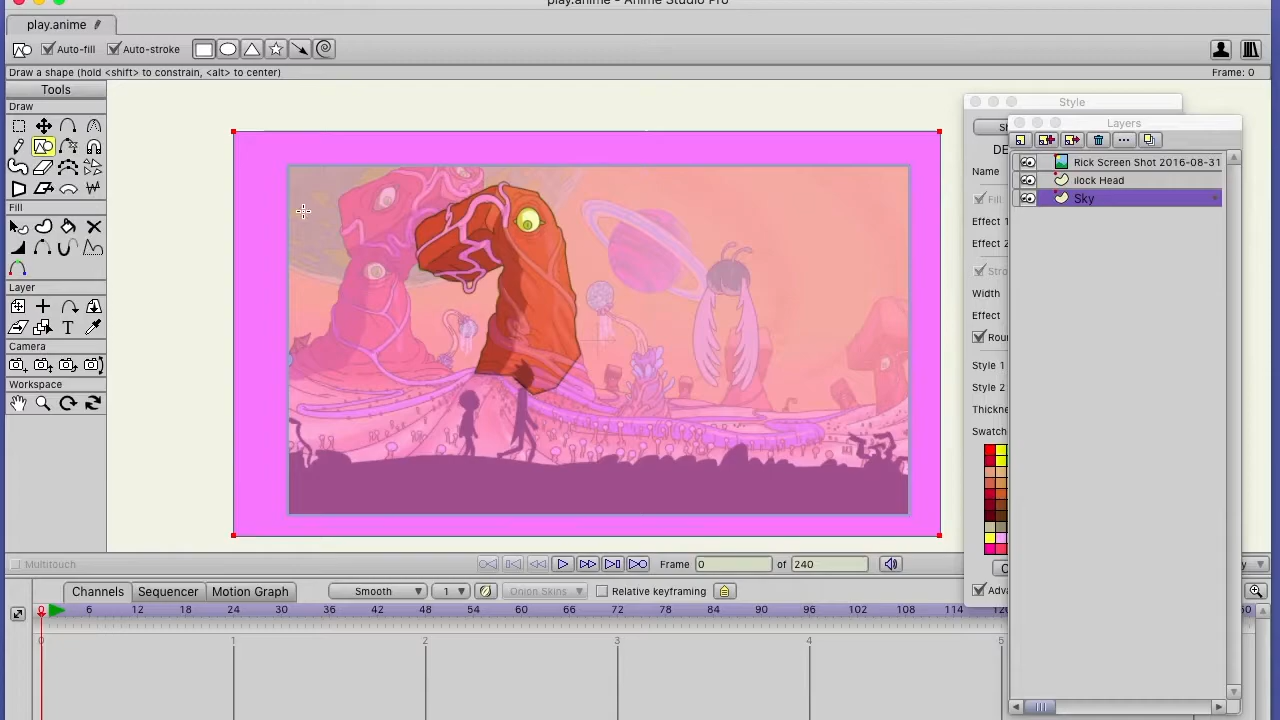 play.anime - Anime Studio Pro
play.anime
Auto-fill
Auto-stroke
Draw a shape (hold <shift> to constrain, <alt> to center)
Frame: 0
Tools
Draw
Fill
Layer
Camera
Workspace
Style
Name
Fill
Effect 1
Effect 2
Width
Effect
Style 1
Style 2
Layers
Rick Screen Shot 2016-08-31
ilock Head
Sky
Multitouch
Frame
0
of
240
Channels
Sequencer
Motion Graph
Smooth
1
Onion Skins
Relative keyframing
0 6 12 18 24 30 36 42 48 54 60 66 72 78 84 90 96 102 108 114
0 1 2 3 4 5